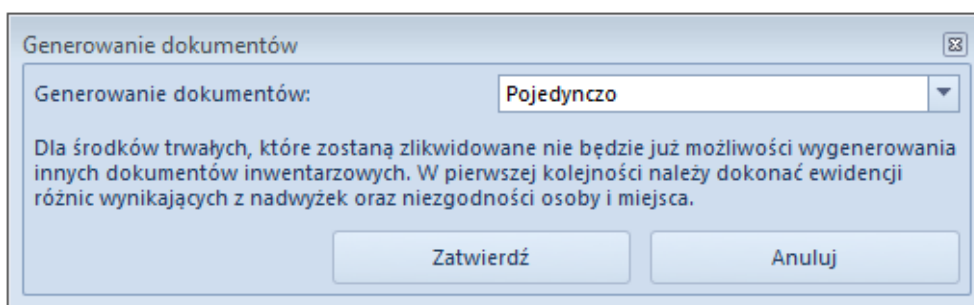 Generowanie dokumentów
Generowanie dokumentów: Pojedynczo
Dla środków trwałych, które zostaną zlikwidowane nie będzie już możliwości wygenerowania
innych dokumentów inwentarzowych. W pierwszej kolejności należy dokonać ewidencji
różnic wynikających z nadwyżek oraz niezgodności osoby i miejsca.
Zatwierdź Anuluj